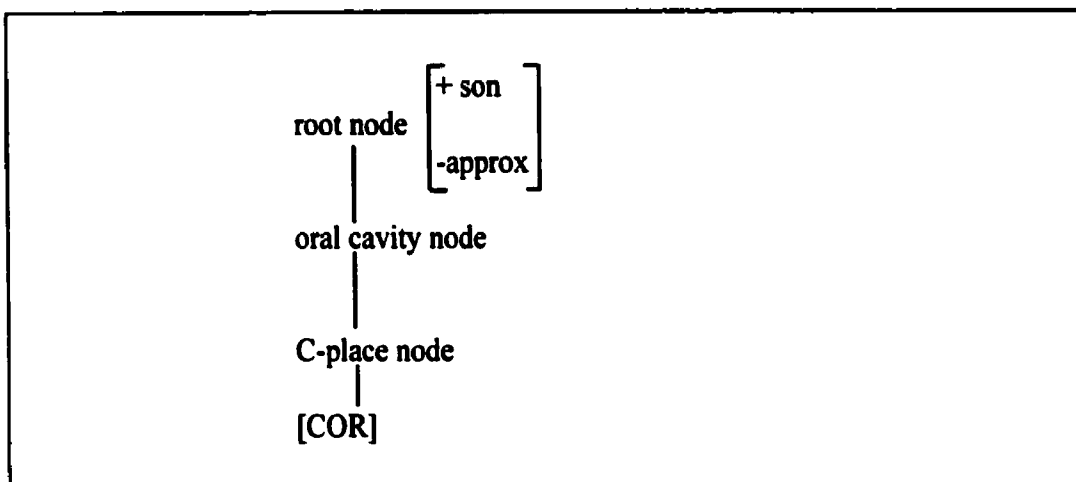 + son
root node
-approx
oral cavity node
C-place node
[COR]